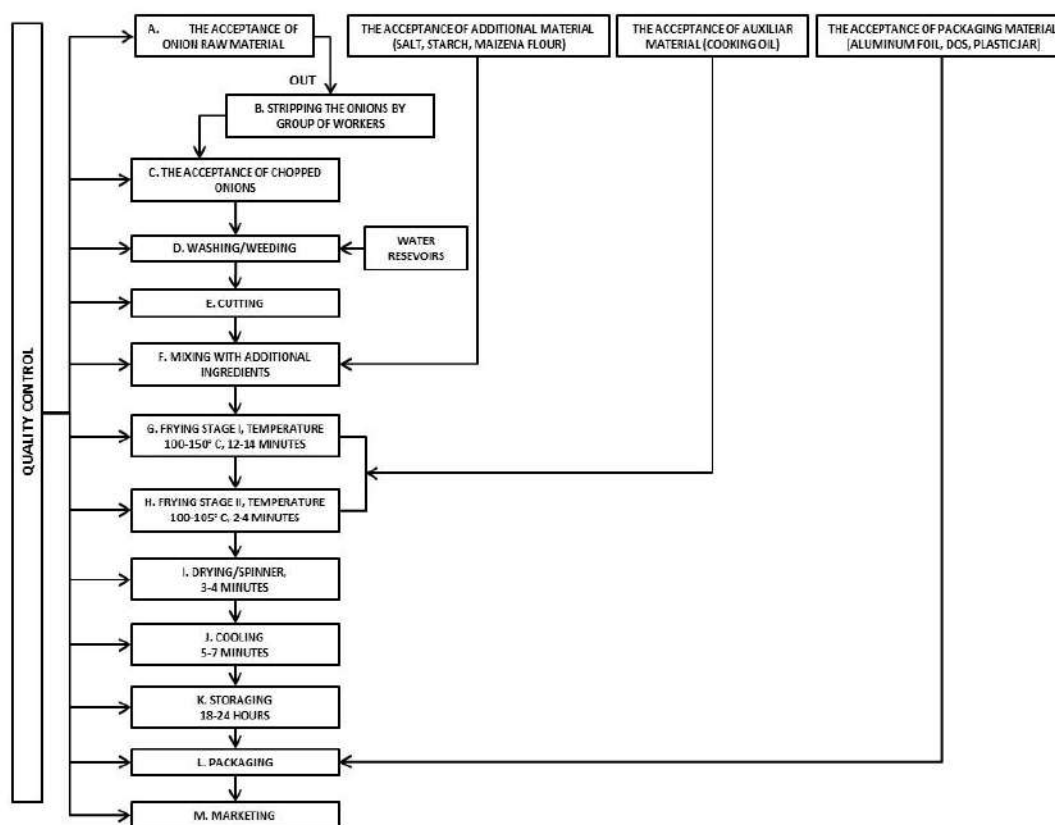 QUALITY CONTROL
A. THE ACCEPTANCE OF
ONION RAW MATERIAL
THE ACCEPTANCE OF ADDITIONAL MATERIAL
(SALT, STARCH, MAIZENA FLOUR)
THE ACCEPTANCE OF AUXILIAR
MATERIAL (COOKING OIL)
THE ACCEPTANCE OF PACKAGING MATERIAL
(ALUMINUM FOIL, DOS, PLASTIC JAR)
OUT
B. STRIPPING THE ONIONS BY
GROUP OF WORKERS
C. THE ACCEPTANCE OF CHOPPED
ONIONS
D. WASHING/WEEDING
WATER
RESEVOIRS
E. CUTTING
F. MIXING WITH ADDITIONAL
INGREDIENTS
G. FRYING STAGE I, TEMPERATURE
100-150° C, 12-14 MINUTES
H. FRYING STAGE II, TEMPERATURE
100-105° C, 2-4 MINUTES
I. DRYING/SPINNER,
3-4 MINUTES
J. COOLING
5-7 MINUTES
K. STORAGING
18-24 HOURS
L. PACKAGING
M. MARKETING